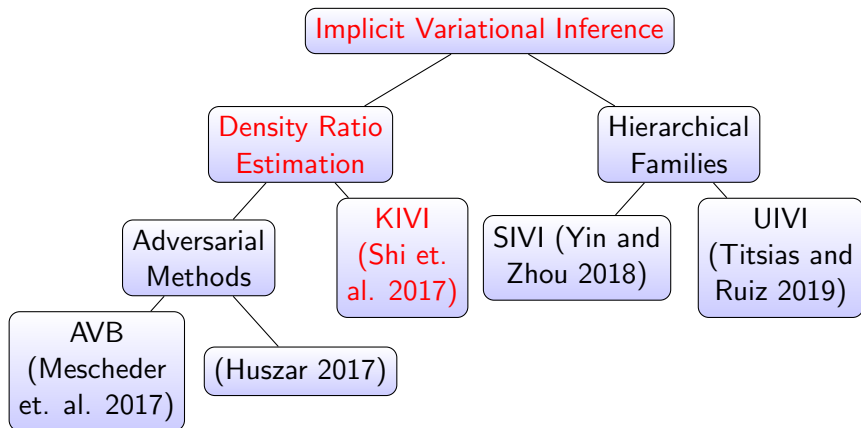 Implicit Variational Inference
Density Ratio
Estimation
Hierarchical
Families
Adversarial
Methods
KIVI
(Shi et.
al. 2017)
SIVI (Yin and
Zhou 2018)
UIVI
(Titsias and
Ruiz 2019)
AVB
(Mescheder
et. al. 2017)
(Huszar 2017)